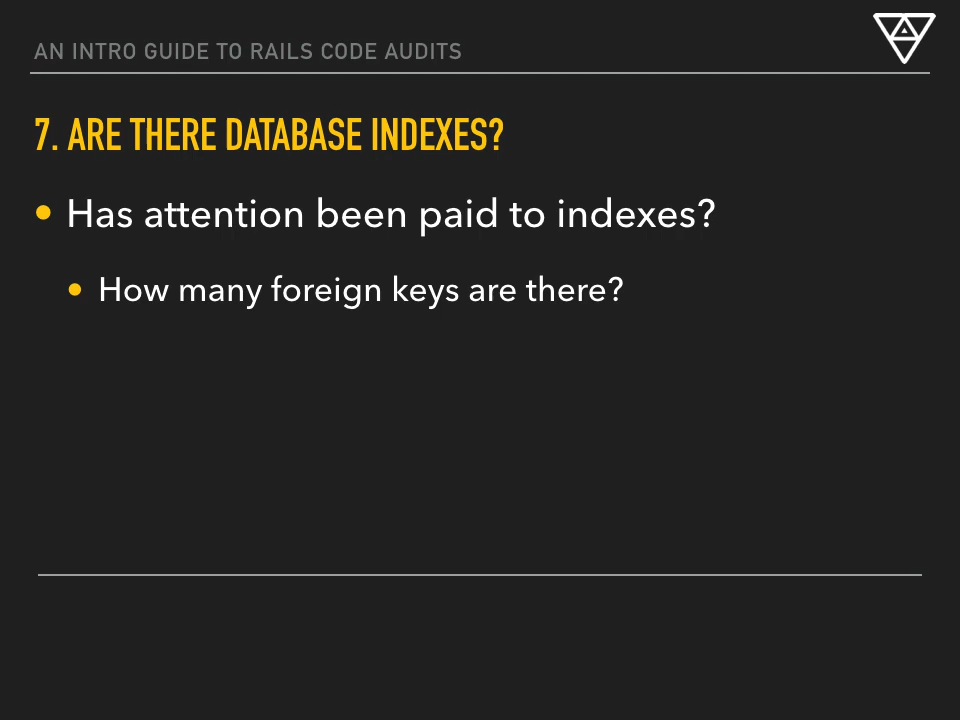 AN INTRO GUIDE TO RAILS CODE AUDITS
7. ARE THERE DATABASE INDEXES?
• Has attention been paid to indexes?
• How many foreign keys are there?